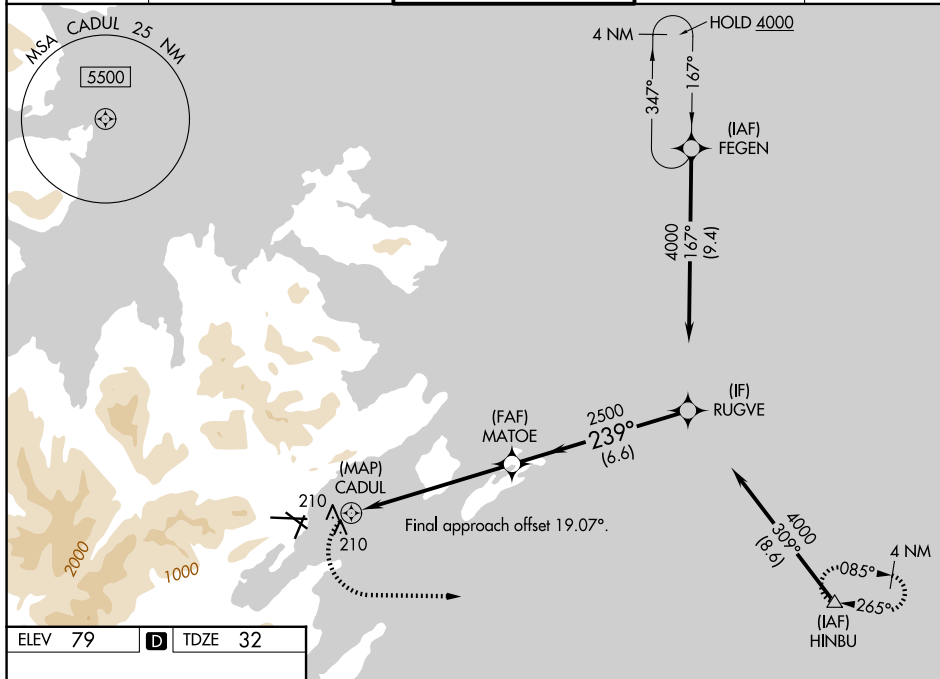 MSA CADUL 25 NM
5500
4 NM
HOLD 4000
347°
167°
(IAF)
FEGEN
4000
167°
(9.4)
(IF)
RUGVE
2500
239°
(6.6)
(FAF)
MATOE
(MAP)
CADUL
210
210
Final approach offset 19.07°.
4000
309°
(8.6)
4 NM
085°
265°
(IAF)
HINBU
2000
1000
ELEV 79 D TDZE 32